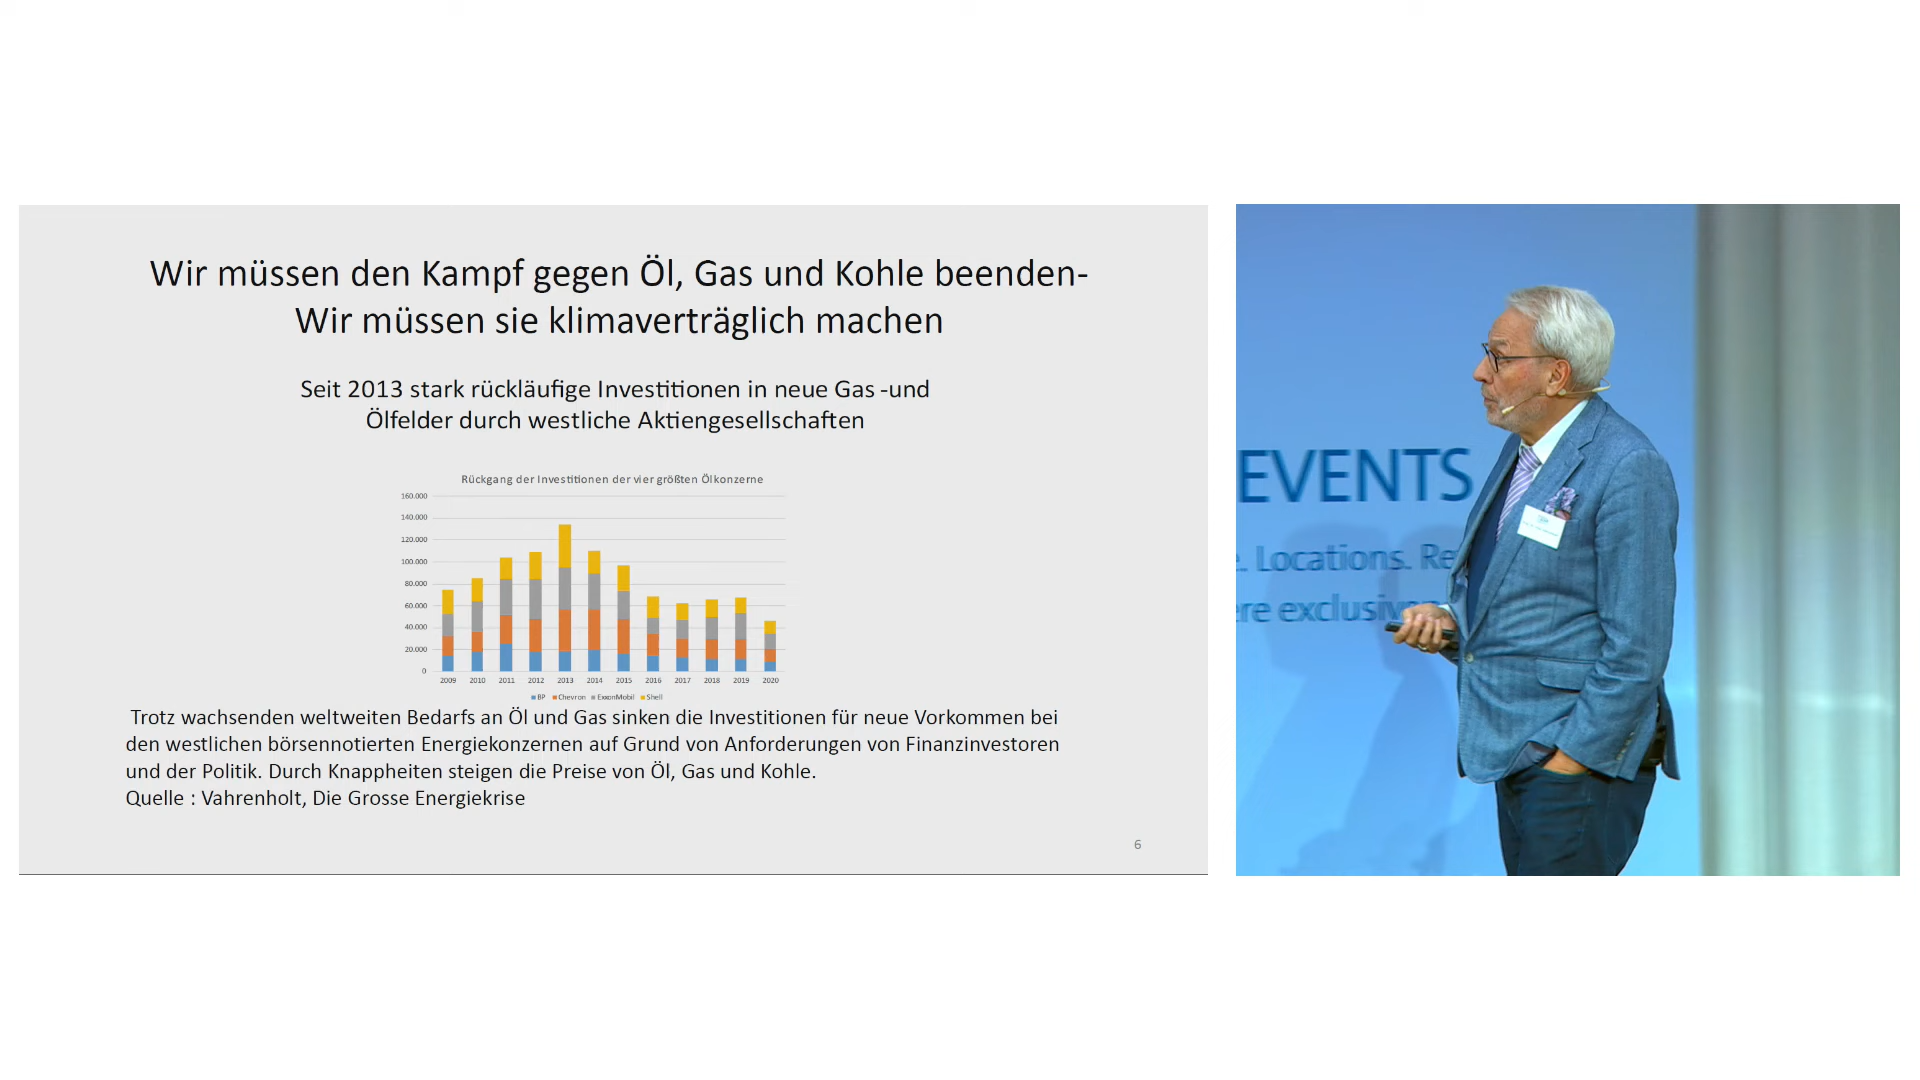 Wir müssen den Kampf gegen Öl, Gas und Kohle beenden-
Wir müssen sie klimaverträglich machen
Seit 2013 stark rückläufige Investitionen in neue Gas -und
Ölfelder durch westliche Aktiengesellschaften
Rückgang der Investitionen der vier größten Ölkonzerne
160.000
140.000
120.000
100.000
80.000
60.000
40.000
20.000
0
2009 2010 2011 2012 2013 2014 2015 2016 2017 2018 2019 2020
BP Chevron ExxonMobil Shell
Trotz wachsenden weltweiten Bedarfs an Öl und Gas sinken die Investitionen für neue Vorkommen bei
den westlichen börsennotierten Energiekonzernen auf Grund von Anforderungen von Finanzinvestoren
und der Politik. Durch Knappheiten steigen die Preise von Öl, Gas und Kohle.
Quelle : Vahrenholt, Die Grosse Energiekrise
6
EVENTS
e. Locations. Re
ere exclusive